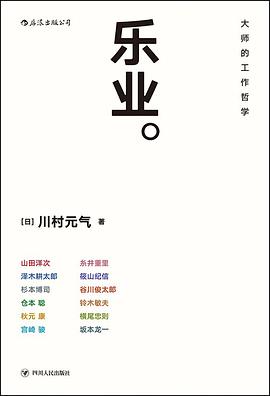 后浪出版公司
大师的工作哲学
乐业。
[日] 川村元气 著
山田洋次 糸井重里
泽木耕太郎 筱山纪信
杉本博司 谷川俊太郎
仓本 聪 铃木敏夫
秋元 康 横尾忠则
宫崎 骏 坂本龙一
四川人民出版社